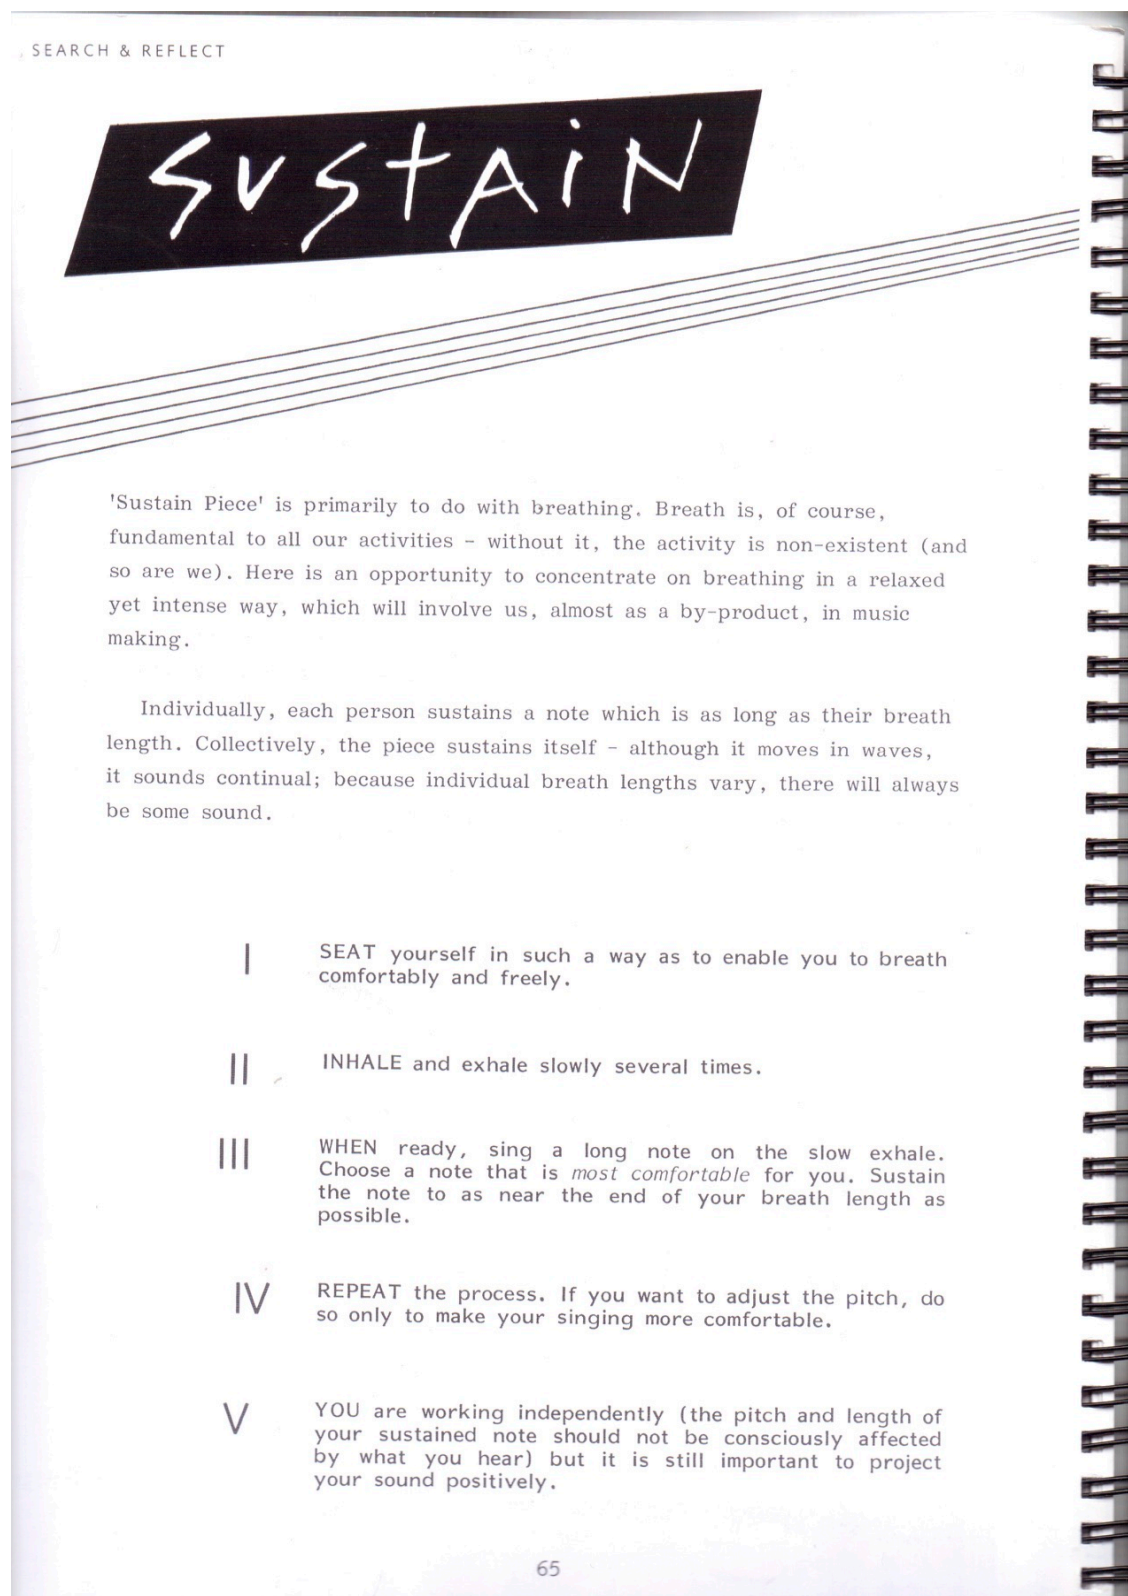 SEARCH & REFLECT
SUStAiN
'Sustain Piece' is primarily to do with breathing. Breath is, of course,
fundamental to all our activities - without it, the activity is non-existent (and
so are we). Here is an opportunity to concentrate on breathing in a relaxed
yet intense way, which will involve us, almost as a by-product, in music
making.
Individually, each person sustains a note which is as long as their breath
length. Collectively, the piece sustains itself - although it moves in waves,
it sounds continual; because individual breath lengths vary, there will always
be some sound.
I SEAT yourself in such a way as to enable you to breath
comfortably and freely.
II INHALE and exhale slowly several times.
III WHEN ready, sing a long note on the slow exhale.
Choose a note that is most comfortable for you. Sustain
the note to as near the end of your breath length as
possible.
IV REPEAT the process. If you want to adjust the pitch, do
so only to make your singing more comfortable.
V YOU are working independently (the pitch and length of
your sustained note should not be consciously affected
by what you hear) but it is still important to project
your sound positively.
65